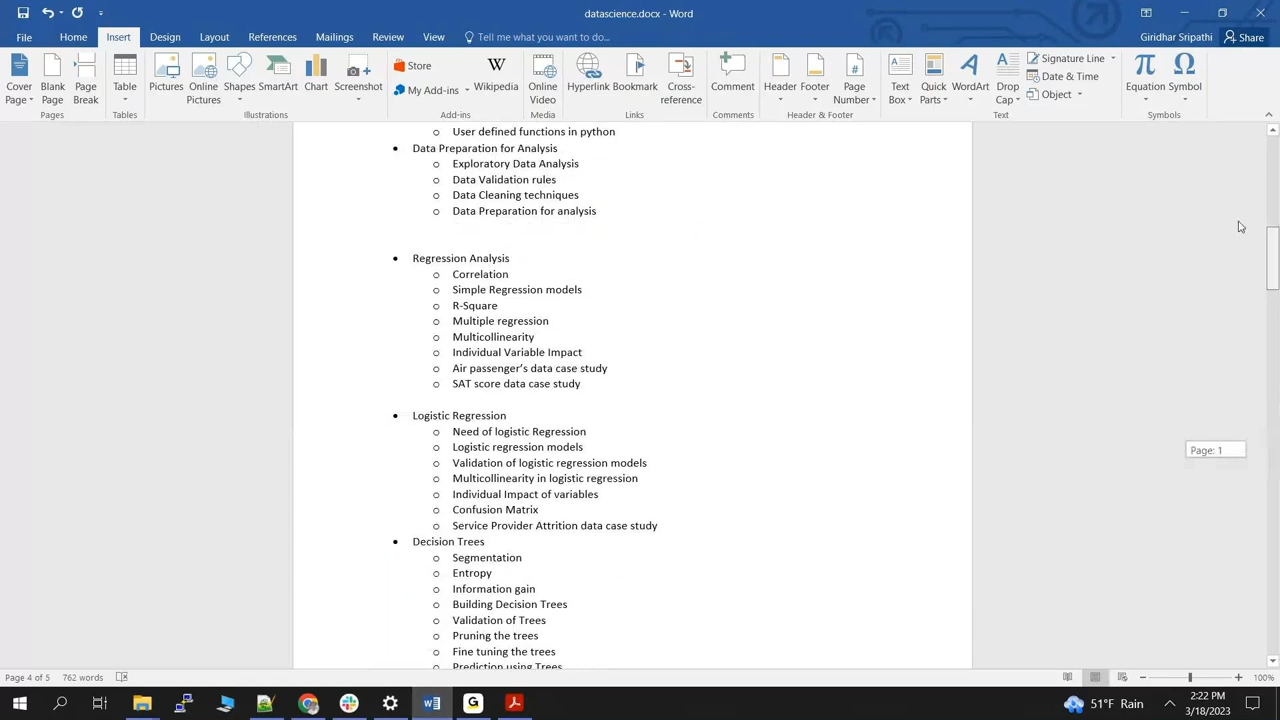 datascience.docx - Word
File Home Insert Design Layout References Mailings Review View Tell me what you want to do... Giridhar Sripathi Share
Cover Page Blank Page Page Break Table Pictures Online Pictures Shapes SmartArt Chart Screenshot Store My Add-ins Wikipedia Online Video Hyperlink Bookmark Cross-reference Comment Header Footer Page Number Text Box Quick Parts WordArt Drop Cap Signature Line Date & Time Object Equation Symbol
Pages Tables Illustrations Add-ins Media Links Comments Header & Footer Text Symbols
o User defined functions in python
• Data Preparation for Analysis
o Exploratory Data Analysis
o Data Validation rules
o Data Cleaning techniques
o Data Preparation for analysis
• Regression Analysis
o Correlation
o Simple Regression models
o R-Square
o Multiple regression
o Multicollinearity
o Individual Variable Impact
o Air passenger's data case study
o SAT score data case study
• Logistic Regression
o Need of logistic Regression
o Logistic regression models
Page: 1
o Validation of logistic regression models
o Multicollinearity in logistic regression
o Individual Impact of variables
o Confusion Matrix
o Service Provider Attrition data case study
• Decision Trees
o Segmentation
o Entropy
o Information gain
o Building Decision Trees
o Validation of Trees
o Pruning the trees
o Fine tuning the trees
o Prediction using Trees
Page 4 of 5 762 words 100%
51°F Rain 2:22 PM
3/18/2023